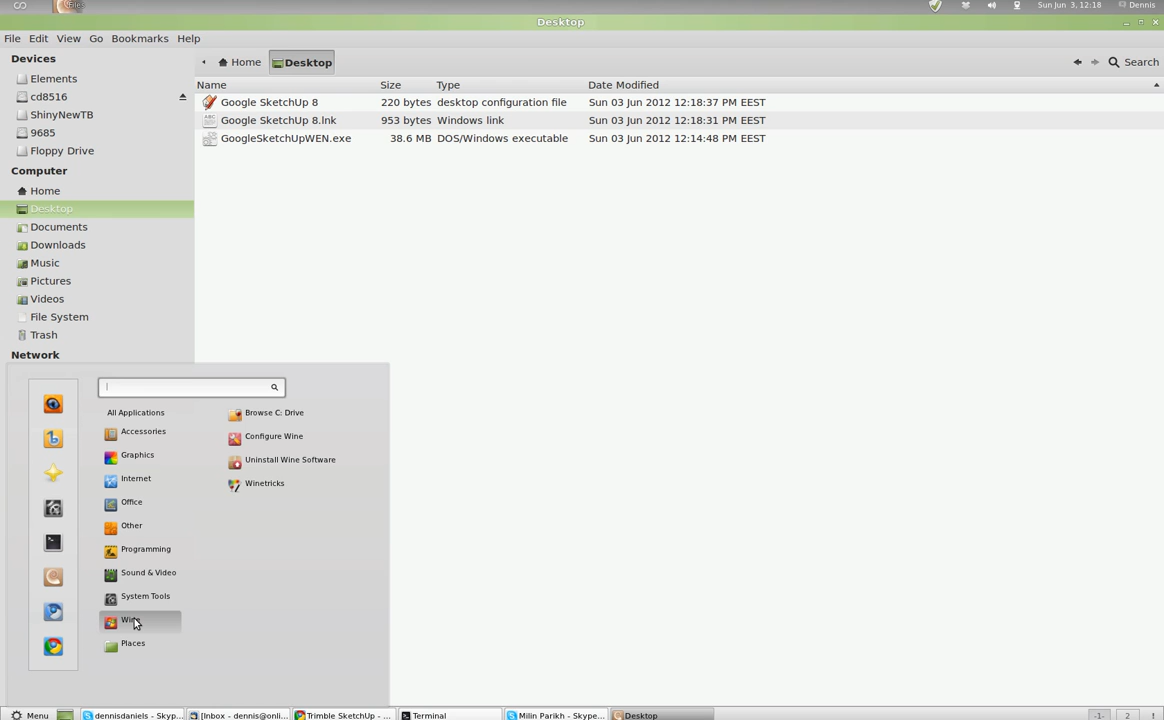 Files
Sun Jun 3, 12:18
Dennis
Desktop
File Edit View Go Bookmarks Help
Devices
Elements
cd8516
ShinyNewTB
9685
Floppy Drive
Computer
Home
Desktop
Documents
Downloads
Music
Pictures
Videos
File System
Trash
Network
Home Desktop
Search
Name Size Type Date Modified
Google SketchUp 8 220 bytes desktop configuration file Sun 03 Jun 2012 12:18:37 PM EEST
Google SketchUp 8.lnk 953 bytes Windows link Sun 03 Jun 2012 12:18:31 PM EEST
GoogleSketchUpWEN.exe 38.6 MB DOS/Windows executable Sun 03 Jun 2012 12:14:48 PM EEST
All Applications
Accessories
Graphics
Internet
Office
Other
Programming
Sound & Video
System Tools
Places
Browse C: Drive
Configure Wine
Uninstall Wine Software
Winetricks
Menu
dennisdaniels - Skyp...
[Inbox - dennis@onli...
Trimble SketchUp - ...
Terminal
Milin Parikh - Skype...
Desktop
-1-
2